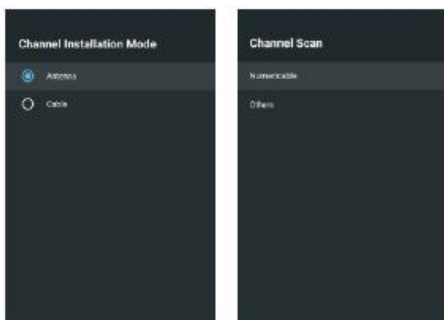 Channel Installation Mode
Antenna
Cable
Channel Scan
Numericable
Others